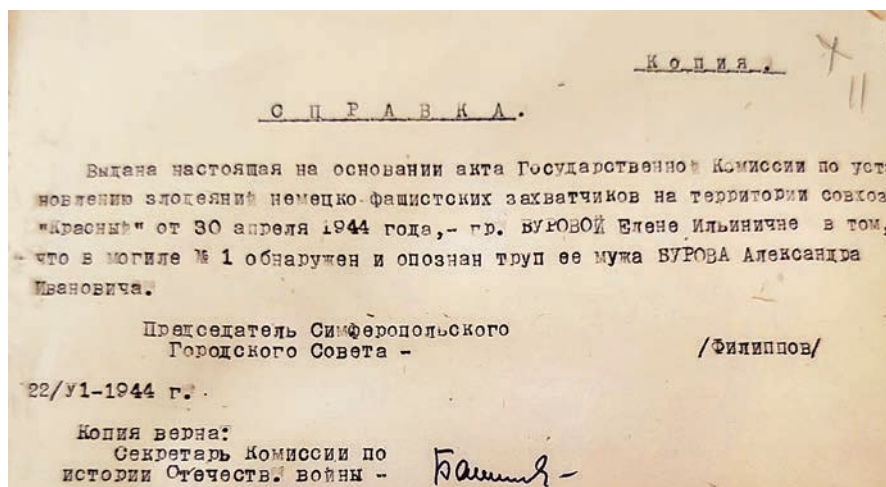 Копия.
11
СПРАВКА.
Выдана настоящая на основании акта Государственной Комиссии по уст
новлению злодеяний немецко-фашистских захватчиков на территории совхоз
"Красный" от 30 апреля 1944 года,- гр. БУРОВОЙ Елене Ильиничне в том,
что в могиле № 1 обнаружен и опознан труп ее мужа БУРОВА Александра
Ивановича.
Председатель Симферопольского
Городского Совета - /Филиппов/
22/У1-1944 г.
Копия верна:
Секретарь Комиссии по
истории Отечеств. войны -